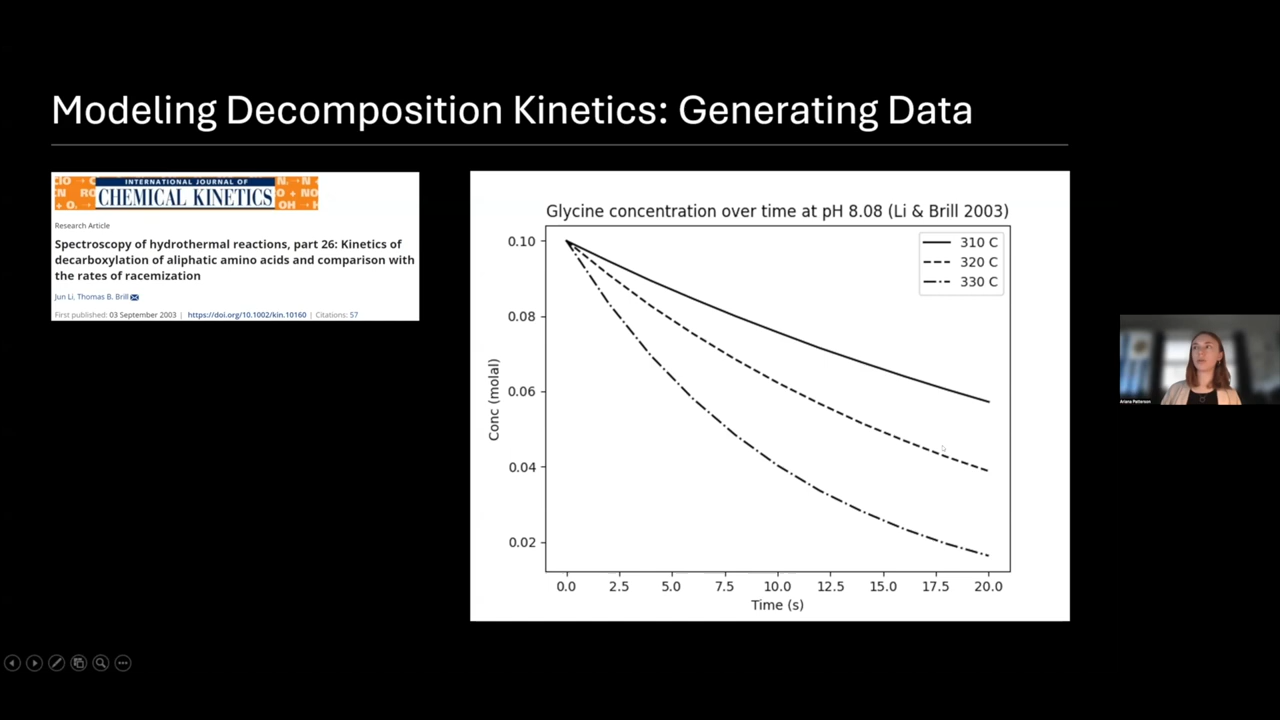 Modeling Decomposition Kinetics: Generating Data
INTERNATIONAL JOURNAL OF
CHEMICAL KINETICS
Research Article
Spectroscopy of hydrothermal reactions, part 26: Kinetics of
decarboxylation of aliphatic amino acids and comparison with
the rates of racemization
Jun Li, Thomas B. Brill
First published: 03 September 2003 | https://doi.org/10.1002/kin.10160 | Citations: 57
Glycine concentration over time at pH 8.08 (Li & Brill 2003)
310 C
320 C
330 C
0.10
0.08
0.06
0.04
0.02
Conc (molal)
0.0 2.5 5.0 7.5 10.0 12.5 15.0 17.5 20.0
Time (s)
Ariana Patterson